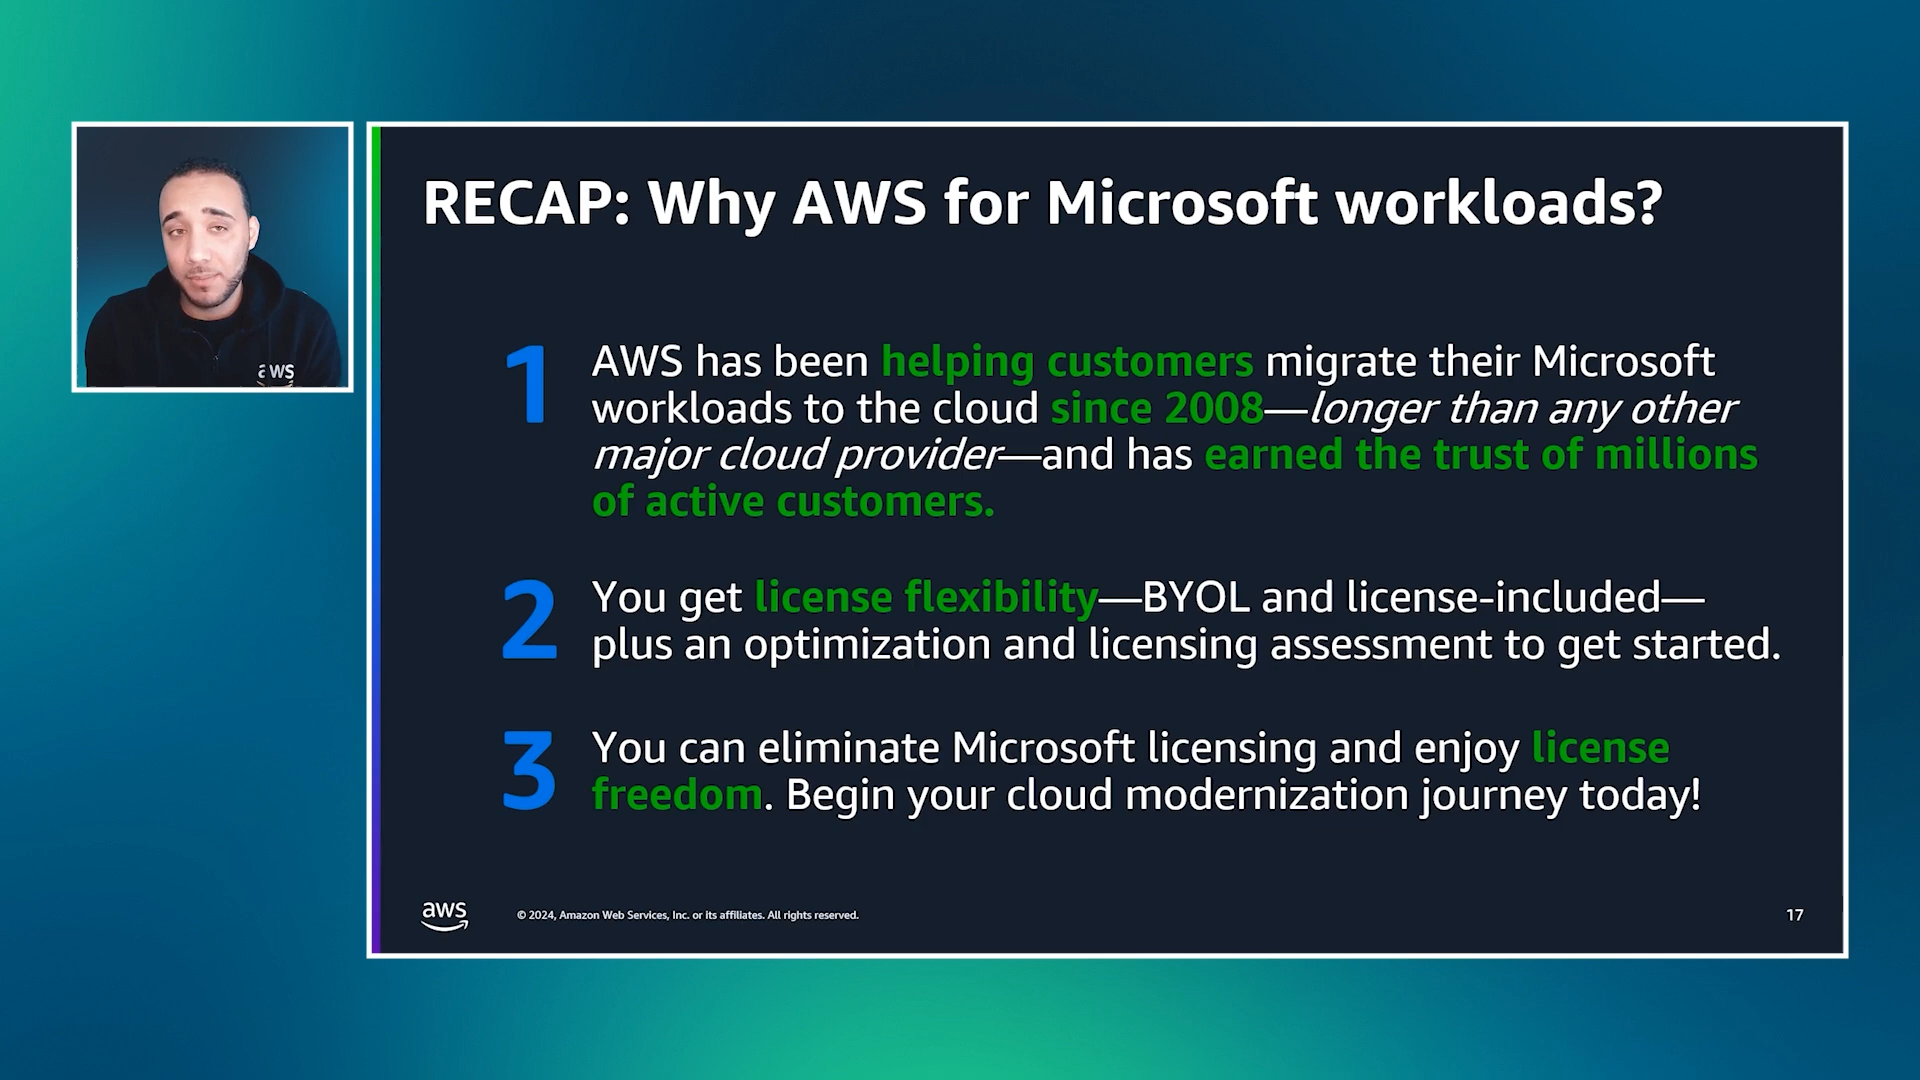 aws
RECAP: Why AWS for Microsoft workloads?
1
AWS has been helping customers migrate their Microsoft
workloads to the cloud since 2008—longer than any other
major cloud provider—and has earned the trust of millions
of active customers.
2
You get license flexibility—BYOL and license-included—
plus an optimization and licensing assessment to get started.
3
You can eliminate Microsoft licensing and enjoy license
freedom. Begin your cloud modernization journey today!
aws
© 2024, Amazon Web Services, Inc. or its affiliates. All rights reserved.
17